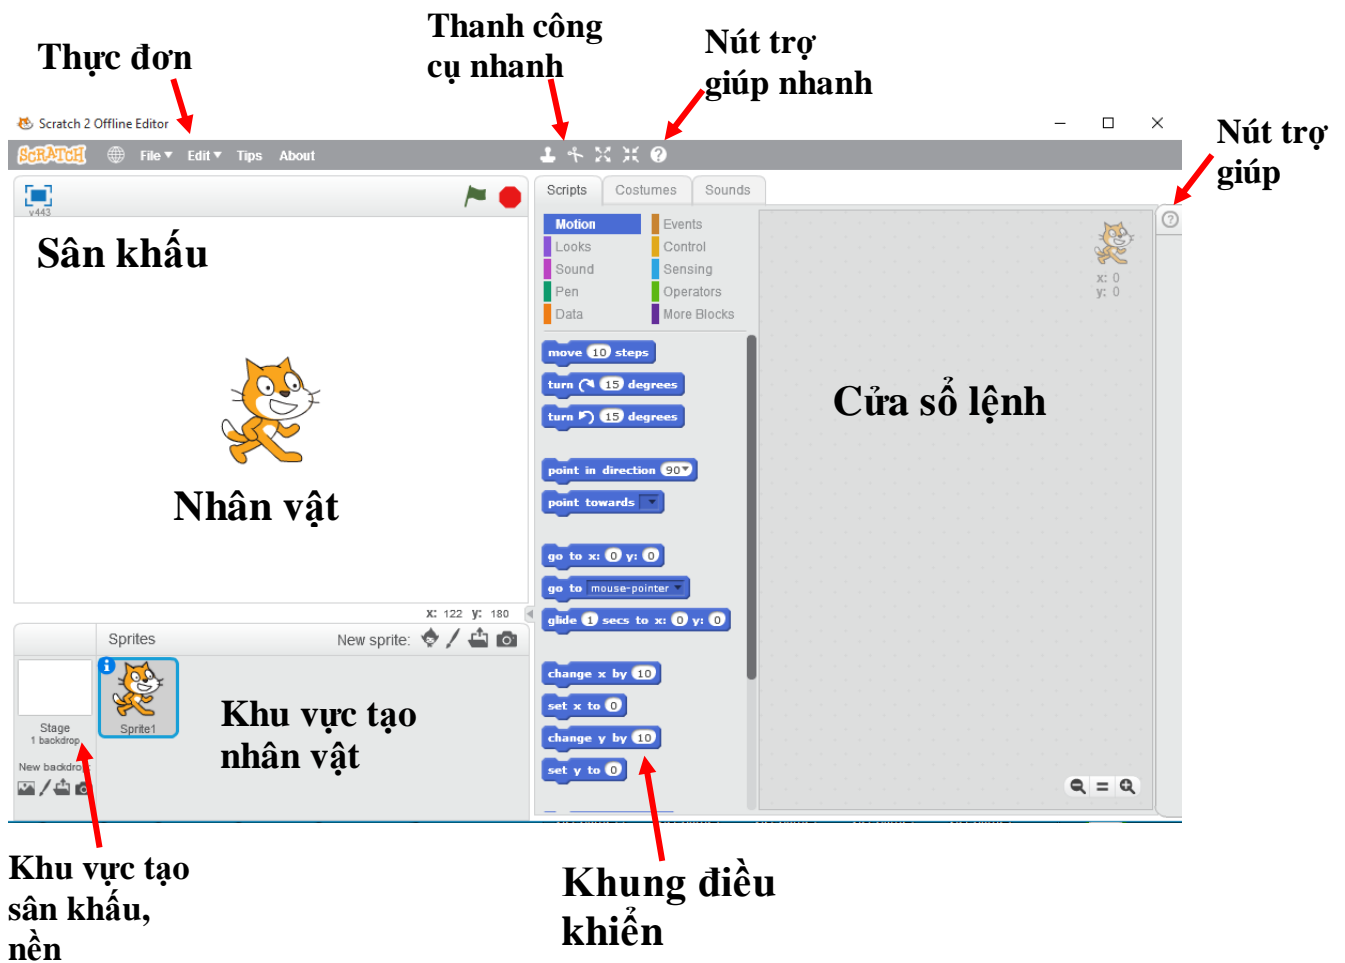 Thực đơn
Thanh công
cụ nhanh
Nút trợ
giúp nhanh
Nút trợ
giúp
Scratch 2 Offline Editor
SCRATCH File Edit Tips About
v443
Sân khấu
Nhân vật
X: 122 Y: 180
Sprites New sprite:
Stage
1 backdrop
New backdrop:
Sprite1
Khu vực tạo
nhân vật
Scripts Costumes Sounds
Motion Events
Looks Control
Sound Sensing
Pen Operators
Data More Blocks
move 10 steps
turn 15 degrees
turn 15 degrees
point in direction 90
point towards
go to x: 0 y: 0
go to mouse-pointer
glide 1 secs to x: 0 y: 0
change x by 10
set x to 0
change y by 10
set y to 0
x: 0
y: 0
Cửa sổ lệnh
Khu vực tạo
sân khấu,
nền
Khung điều
khiển